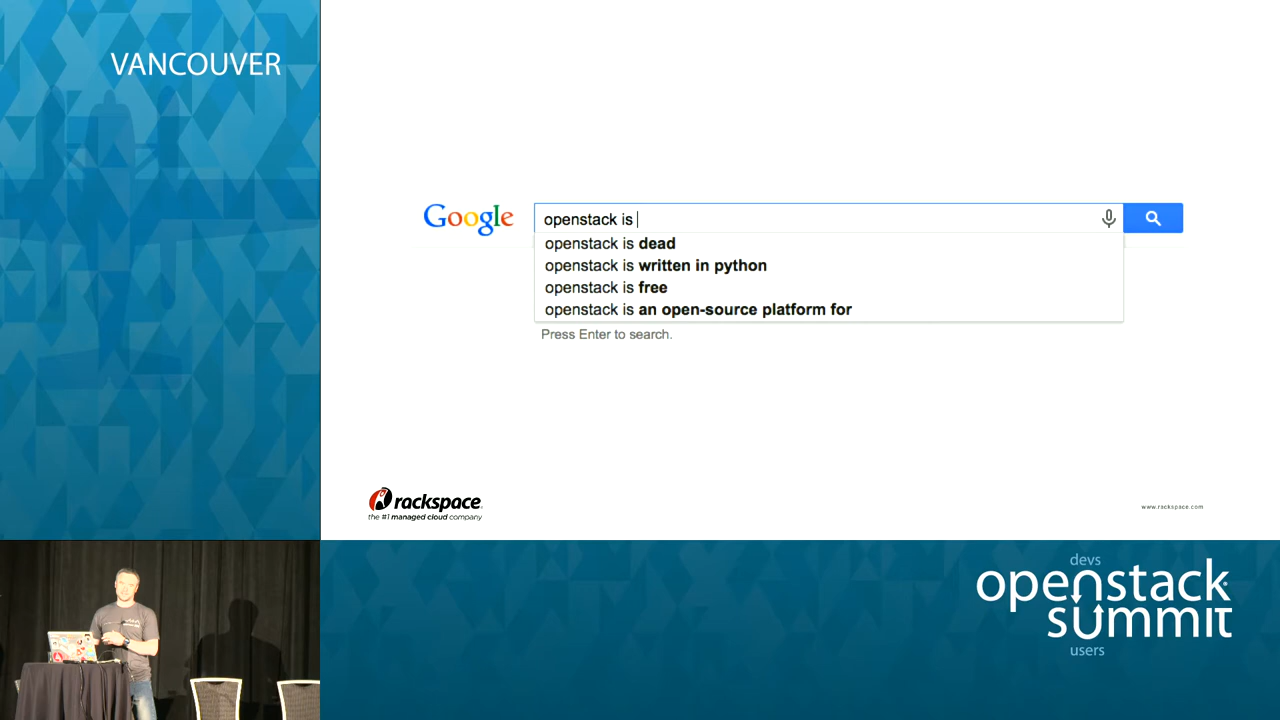 VANCOUVER
Google
openstack is
openstack is dead
openstack is written in python
openstack is free
openstack is an open-source platform for
Press Enter to search.
rackspace
the #1 managed cloud company
www.rackspace.com
devs
openstack
summit
users